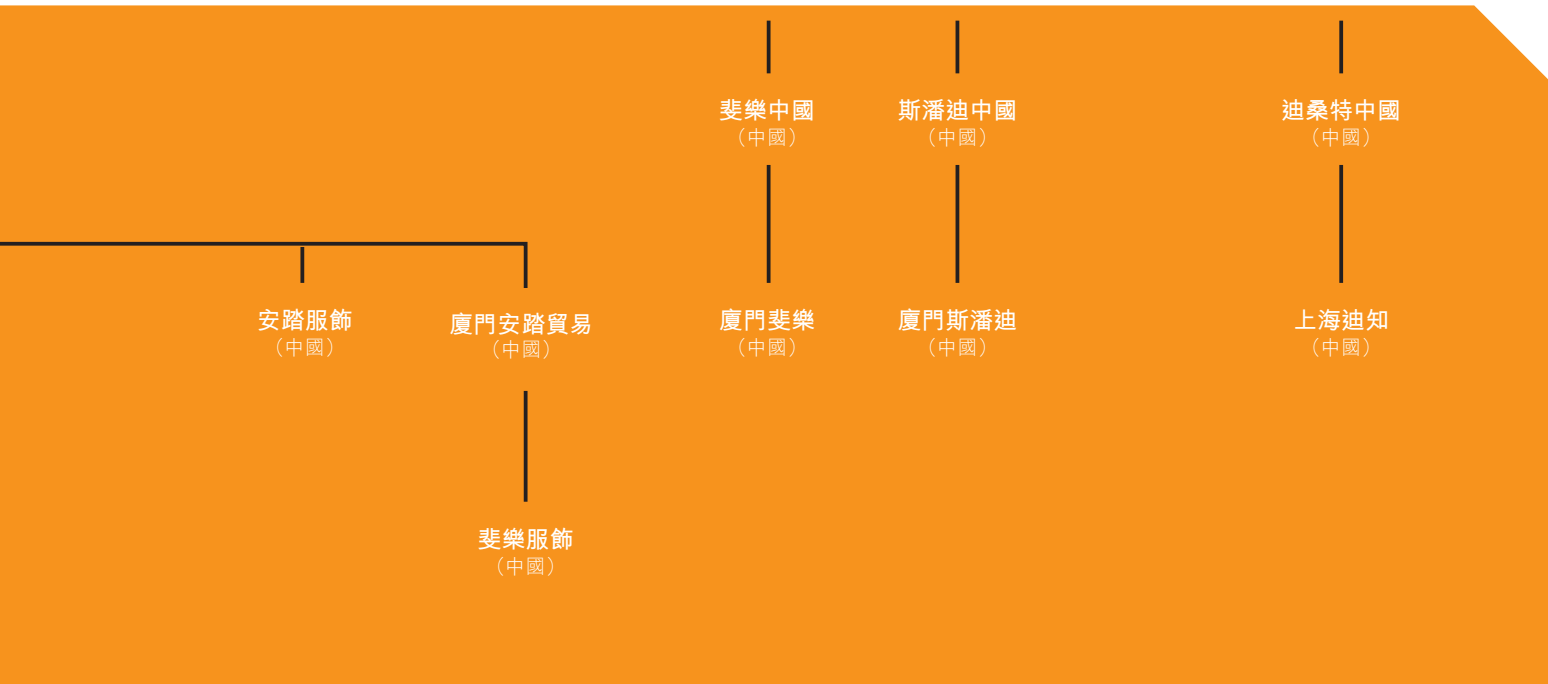 斐樂中國
（中國）
斯潘迪中國
（中國）
迪桑特中國
（中國）
安踏服飾
（中國）
廈門安踏貿易
（中國）
廈門斐樂
（中國）
廈門斯潘迪
（中國）
上海迪知
（中國）
斐樂服飾
（中國）